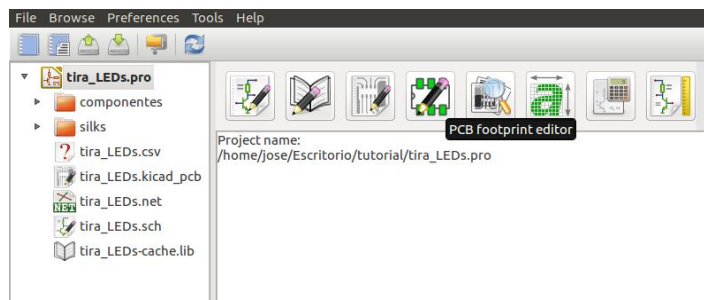 File Browse Preferences Tools Help
tira_LEDs.pro
componentes
silks
tira_LEDs.csv
tira_LEDs.kicad_pcb
NET
tira_LEDs.net
tira_LEDs.sch
tira_LEDs-cache.lib
a
PCB footprint editor
Project name:
/home/jose/Escritorio/tutorial/tira_LEDs.pro